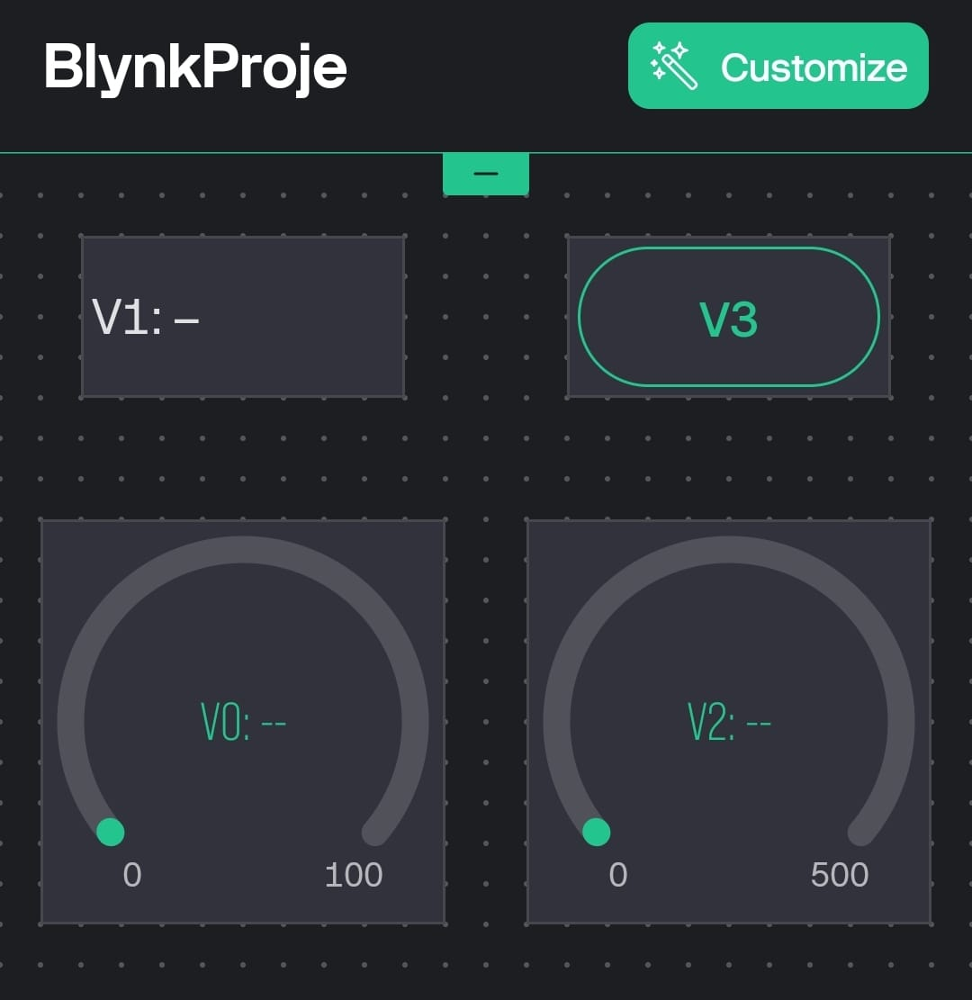 BlynkProje
Customize
V1: –
V3
V0: --
V2: --
0 100
0 500